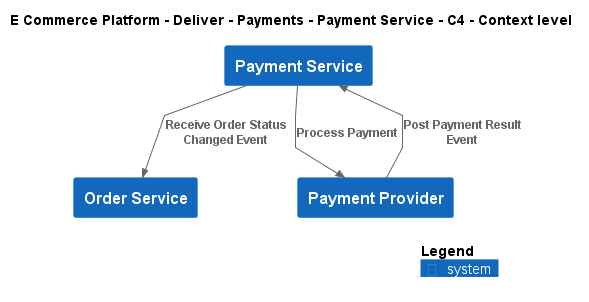 E Commerce Platform - Deliver - Payments - Payment Service - C4 - Context level
Payment Service
Receive Order Status
Changed Event
Process Payment
Post Payment Result
Event
Order Service
Payment Provider
Legend
system